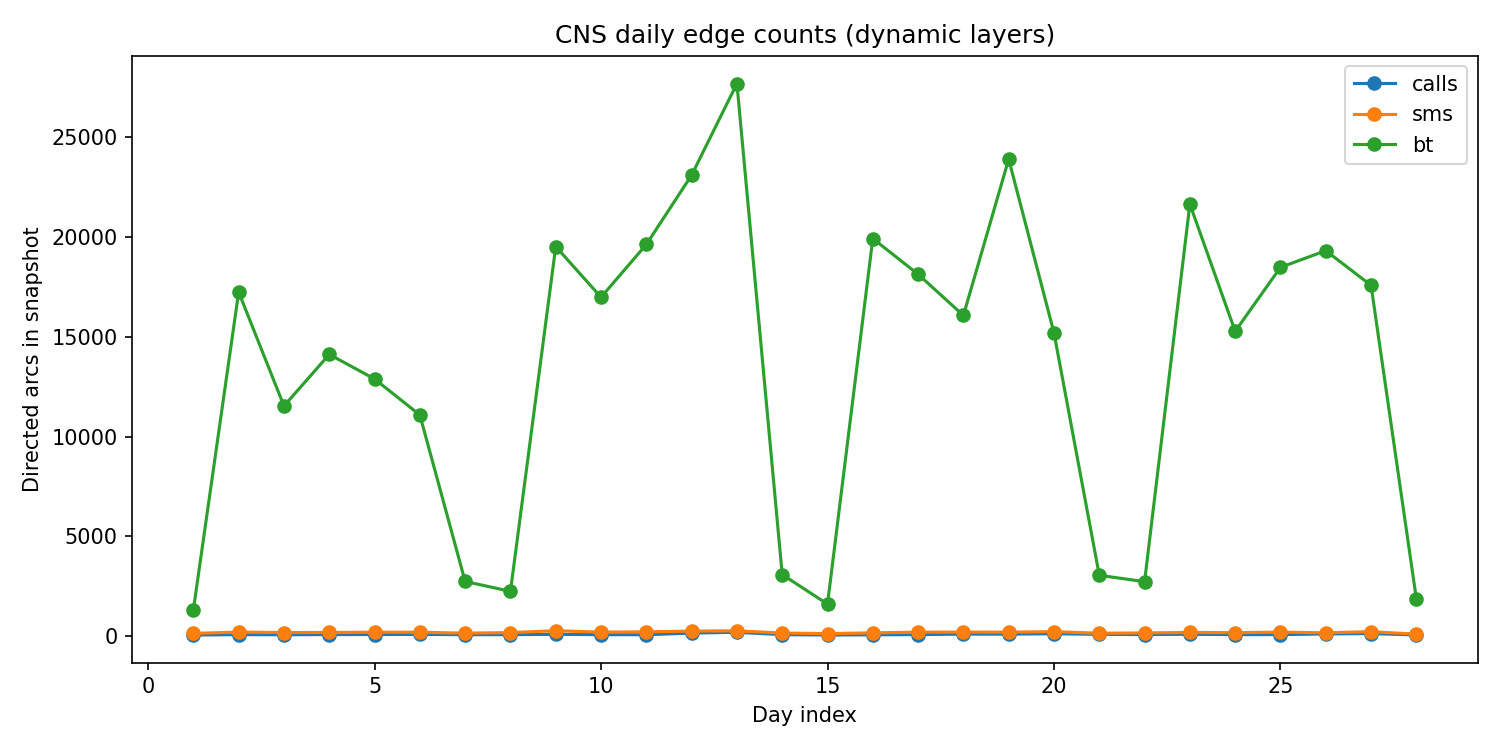 CNS daily edge counts (dynamic layers)
calls
sms
bt
Directed arcs in snapshot
25000
20000
15000
10000
5000
0
0 5 10 15 20 25
Day index